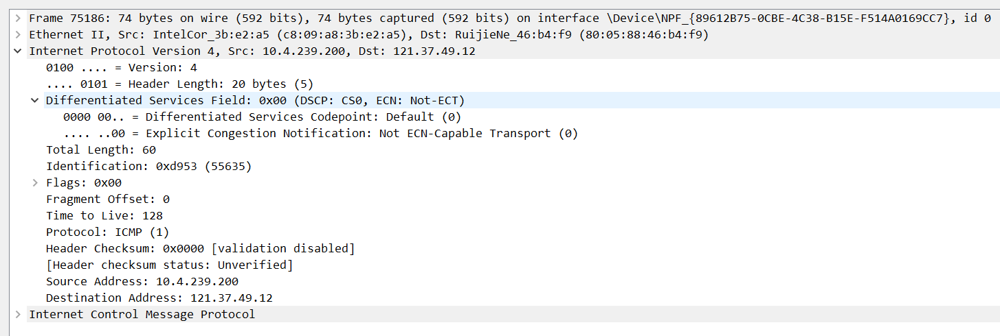 Frame 75186: 74 bytes on wire (592 bits), 74 bytes captured (592 bits) on interface \Device\NPF_{89612B75-0CBE-4C38-B15E-F514A0169CC7}, id 0
Ethernet II, Src: IntelCor_3b:e2:a5 (c8:09:a8:3b:e2:a5), Dst: RuijieNe_46:b4:f9 (80:05:88:46:b4:f9)
Internet Protocol Version 4, Src: 10.4.239.200, Dst: 121.37.49.12
0100 .... = Version: 4
.... 0101 = Header Length: 20 bytes (5)
Differentiated Services Field: 0x00 (DSCP: CS0, ECN: Not-ECT)
0000 00.. = Differentiated Services Codepoint: Default (0)
.... ..00 = Explicit Congestion Notification: Not ECN-Capable Transport (0)
Total Length: 60
Identification: 0xd953 (55635)
Flags: 0x00
Fragment Offset: 0
Time to Live: 128
Protocol: ICMP (1)
Header Checksum: 0x0000 [validation disabled]
[Header checksum status: Unverified]
Source Address: 10.4.239.200
Destination Address: 121.37.49.12
Internet Control Message Protocol